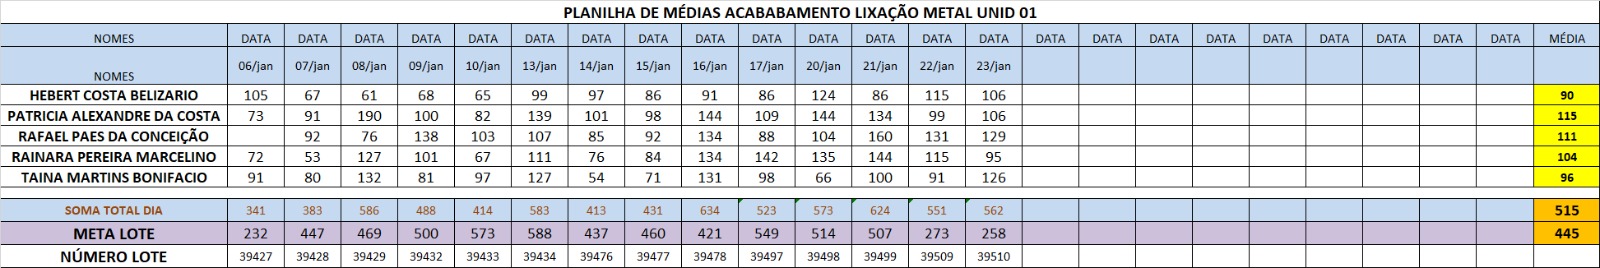 PLANILHA DE MÉDIAS ACABABAMENTO LIXAÇÃO METAL UNID 01
NOMES DATA DATA DATA DATA DATA DATA DATA DATA DATA DATA DATA DATA DATA DATA DATA DATA DATA DATA DATA DATA DATA DATA DATA MÉDIA
NOMES 06/jan 07/jan 08/jan 09/jan 10/jan 13/jan 14/jan 15/jan 16/jan 17/jan 20/jan 21/jan 22/jan 23/jan
HEBERT COSTA BELIZARIO 105 67 61 68 65 99 97 86 91 86 124 86 115 106 90
PATRICIA ALEXANDRE DA COSTA 73 91 190 100 82 139 101 98 144 109 144 134 99 106 115
RAFAEL PAES DA CONCEIÇÃO 92 76 138 103 107 85 92 134 88 104 160 131 129 111
RAINARA PEREIRA MARCELINO 72 53 127 101 67 111 76 84 134 142 135 144 115 95 104
TAINA MARTINS BONIFACIO 91 80 132 81 97 127 54 71 131 98 66 100 91 126 96
SOMA TOTAL DIA 341 383 586 488 414 583 413 431 634 523 573 624 551 562 515
META LOTE 232 447 469 500 573 588 437 460 421 549 514 507 273 258 445
NÚMERO LOTE 39427 39428 39429 39432 39433 39434 39476 39477 39478 39497 39498 39499 39509 39510